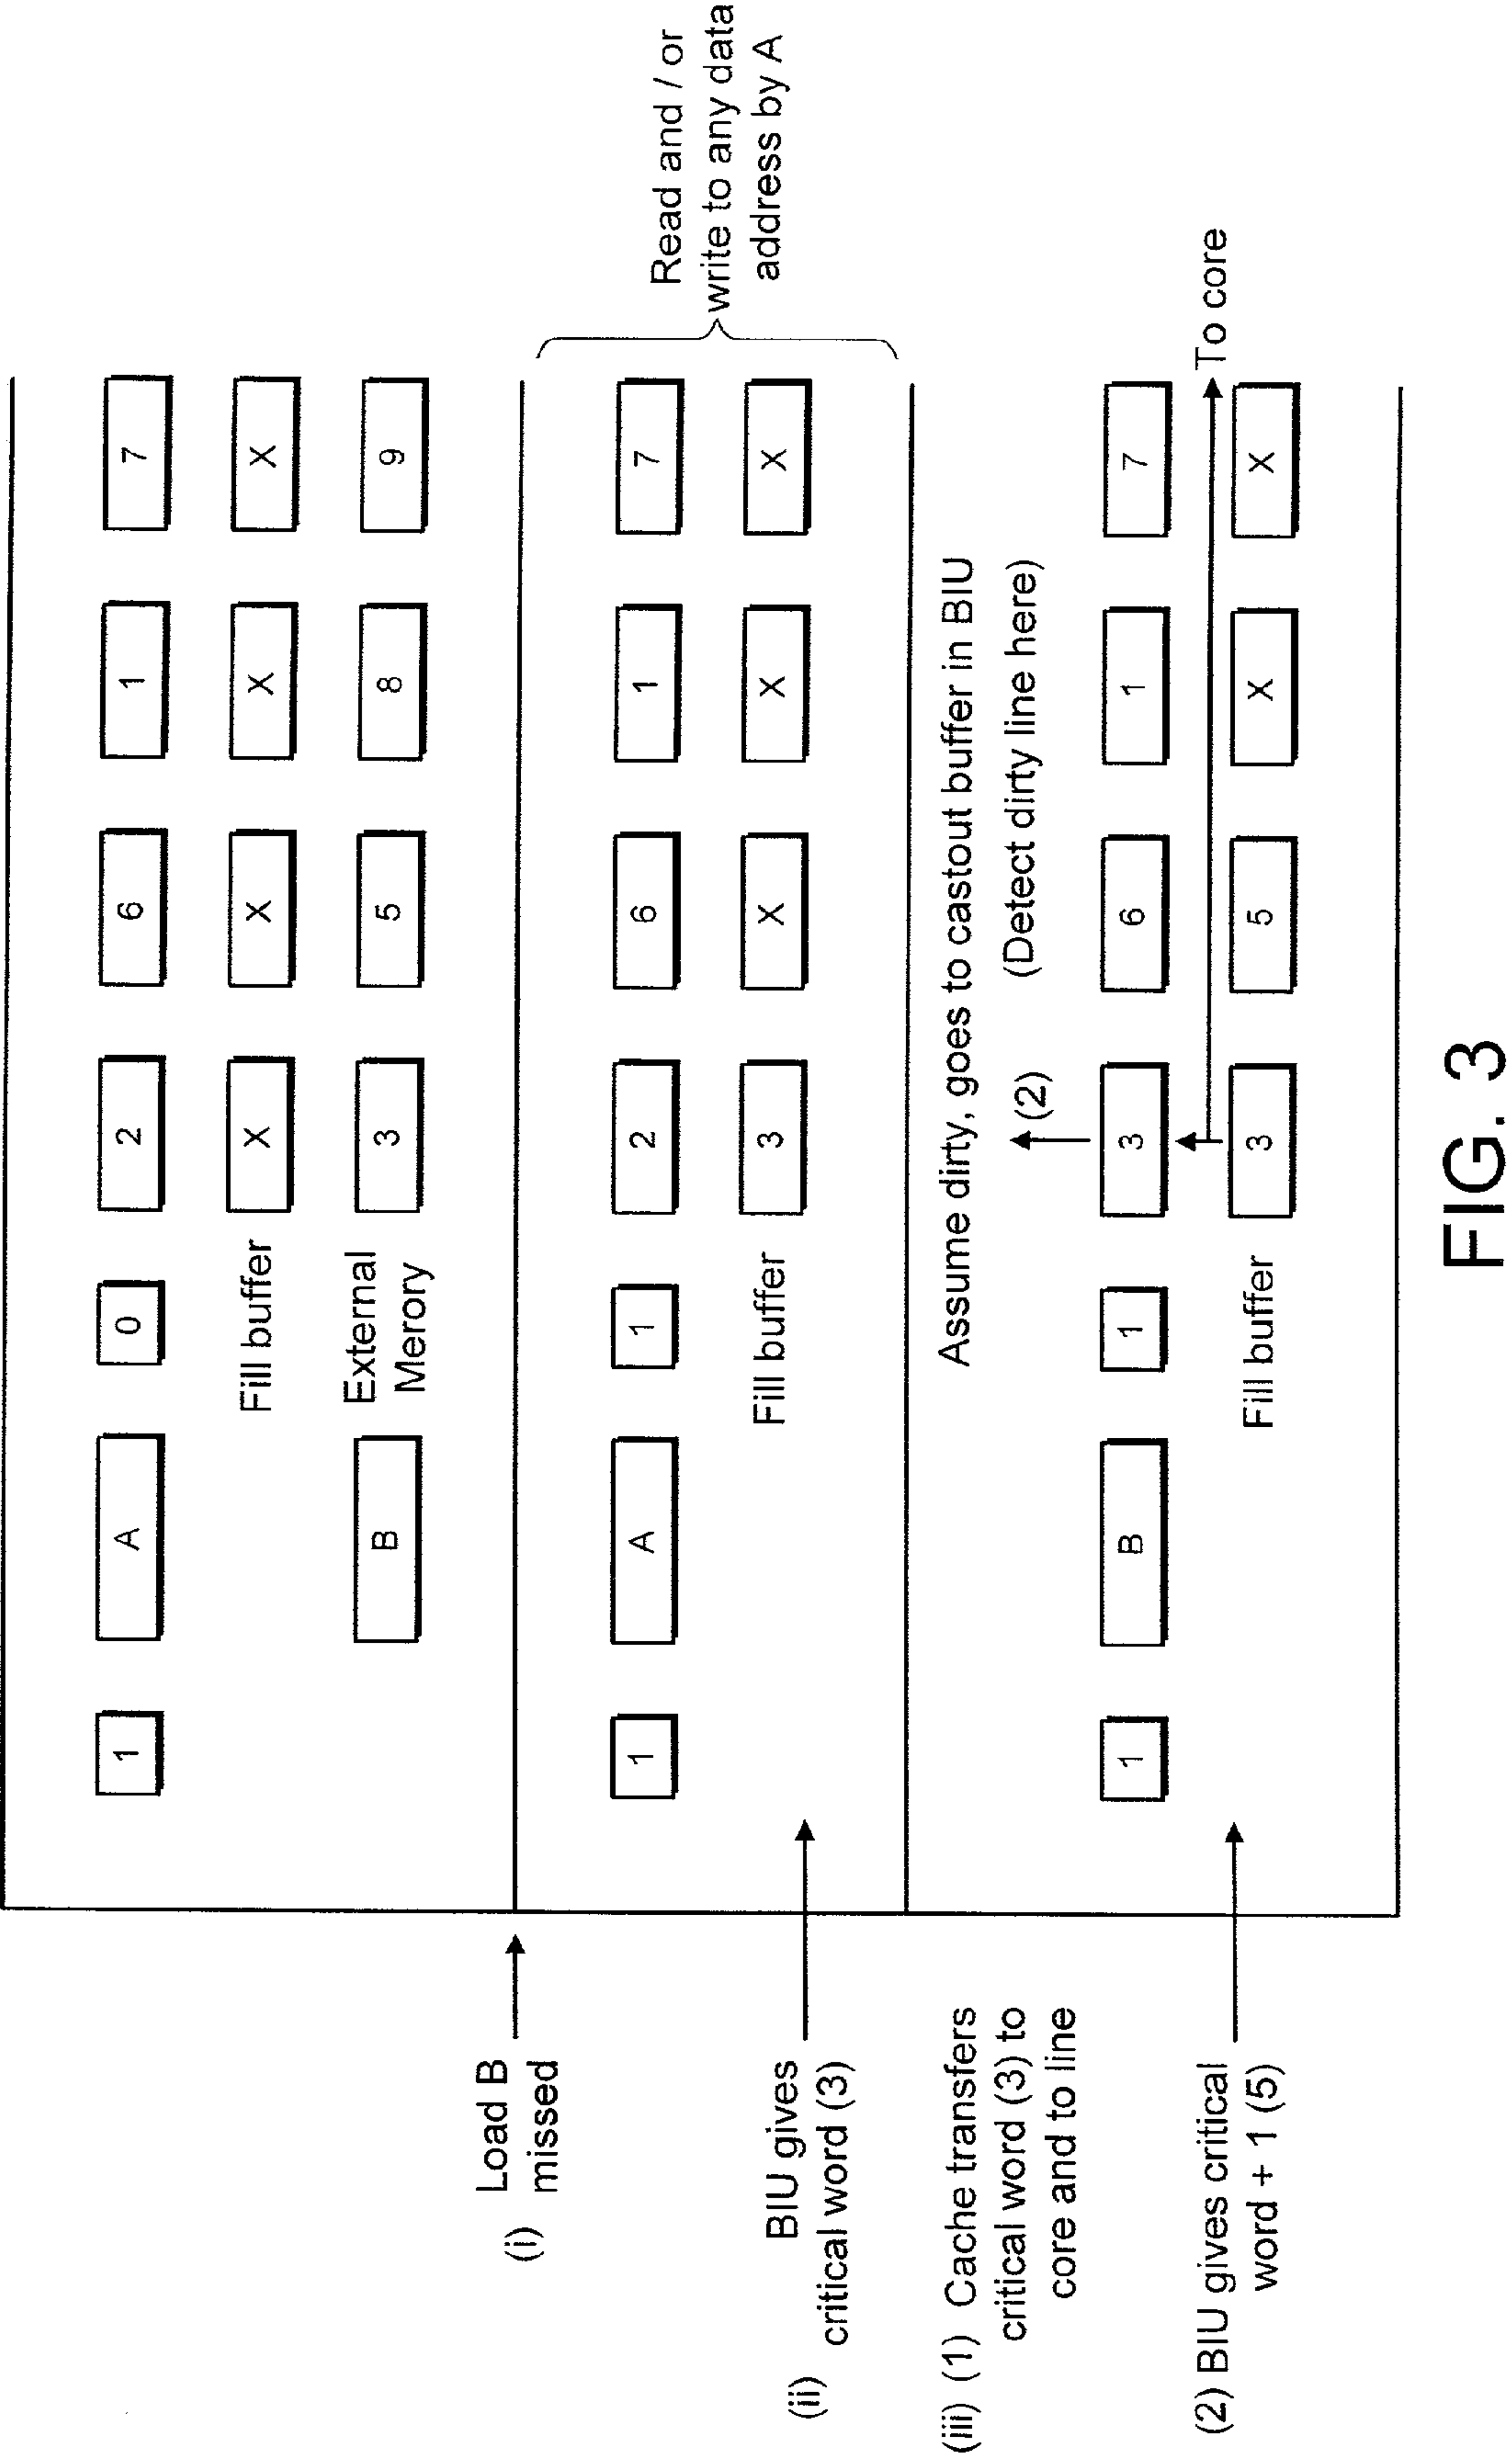 1 A 0 2 6 1 7
Fill buffer X X X X
B External 3 5 8 9
Merory
(i) Load B
missed
1 A 1 2 6 1 7
Fill buffer 3 X X X
Read and / or
write to any data
address by A
(ii) BIU gives
critical word (3)
Assume dirty, goes to castout buffer in BIU
(2) (Detect dirty line here)
(iii) (1) Cache transfers
critical word (3) to
core and to line
1 B 1 3 6 1 7
To core
(2) BIU gives critical
word + 1 (5)
Fill buffer 3 5 X X
FIG. 3